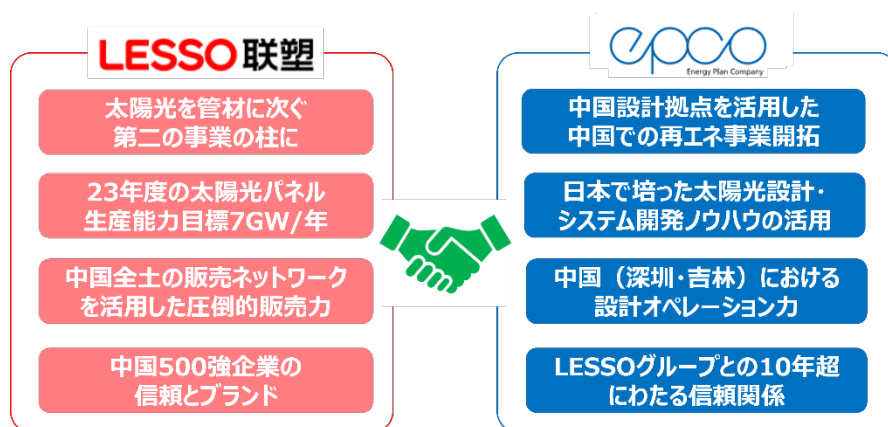 LESSO联塑
太陽光を管材に次ぐ
第二の事業の柱に
23年度の太陽光パネル
生産能力目標7GW/年
中国全土の販売ネットワーク
を活用した圧倒的販売力
中国500強企業の
信頼とブランド
epco
Energy Plan Company
中国設計拠点を活用した
中国での再エネ事業開拓
日本で培った太陽光設計・
システム開発ノウハウの活用
中国（深圳・吉林）における
設計オペレーション力
LESSOグループとの10年超
にわたる信頼関係